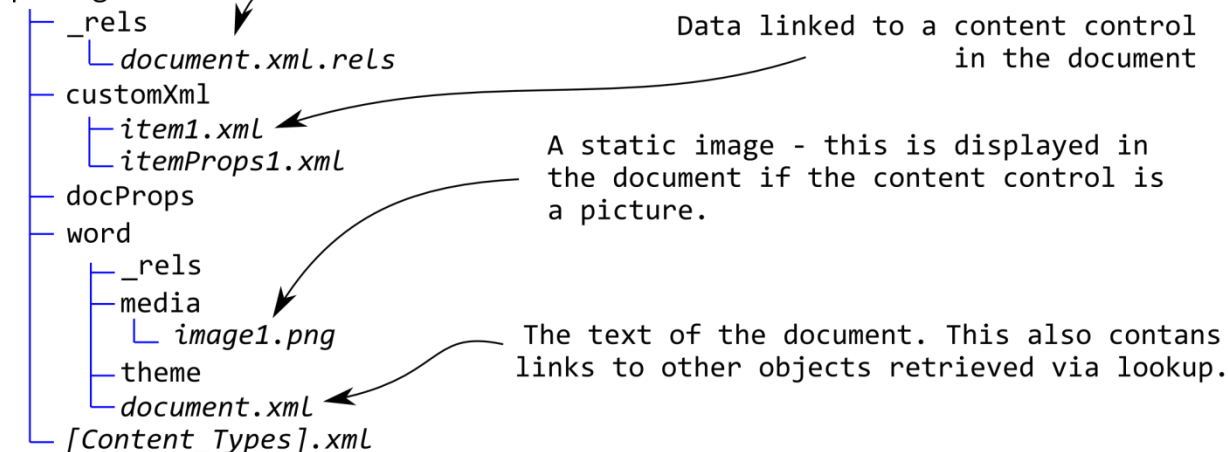 _rels
document.xml.rels
Data linked to a content control
in the document
customXml
item1.xml
itemProps1.xml
A static image - this is displayed in
the document if the content control is
a picture.
docProps
word
_rels
media
image1.png
The text of the document. This also contans
links to other objects retrieved via lookup.
theme
document.xml
[Content_Types].xml